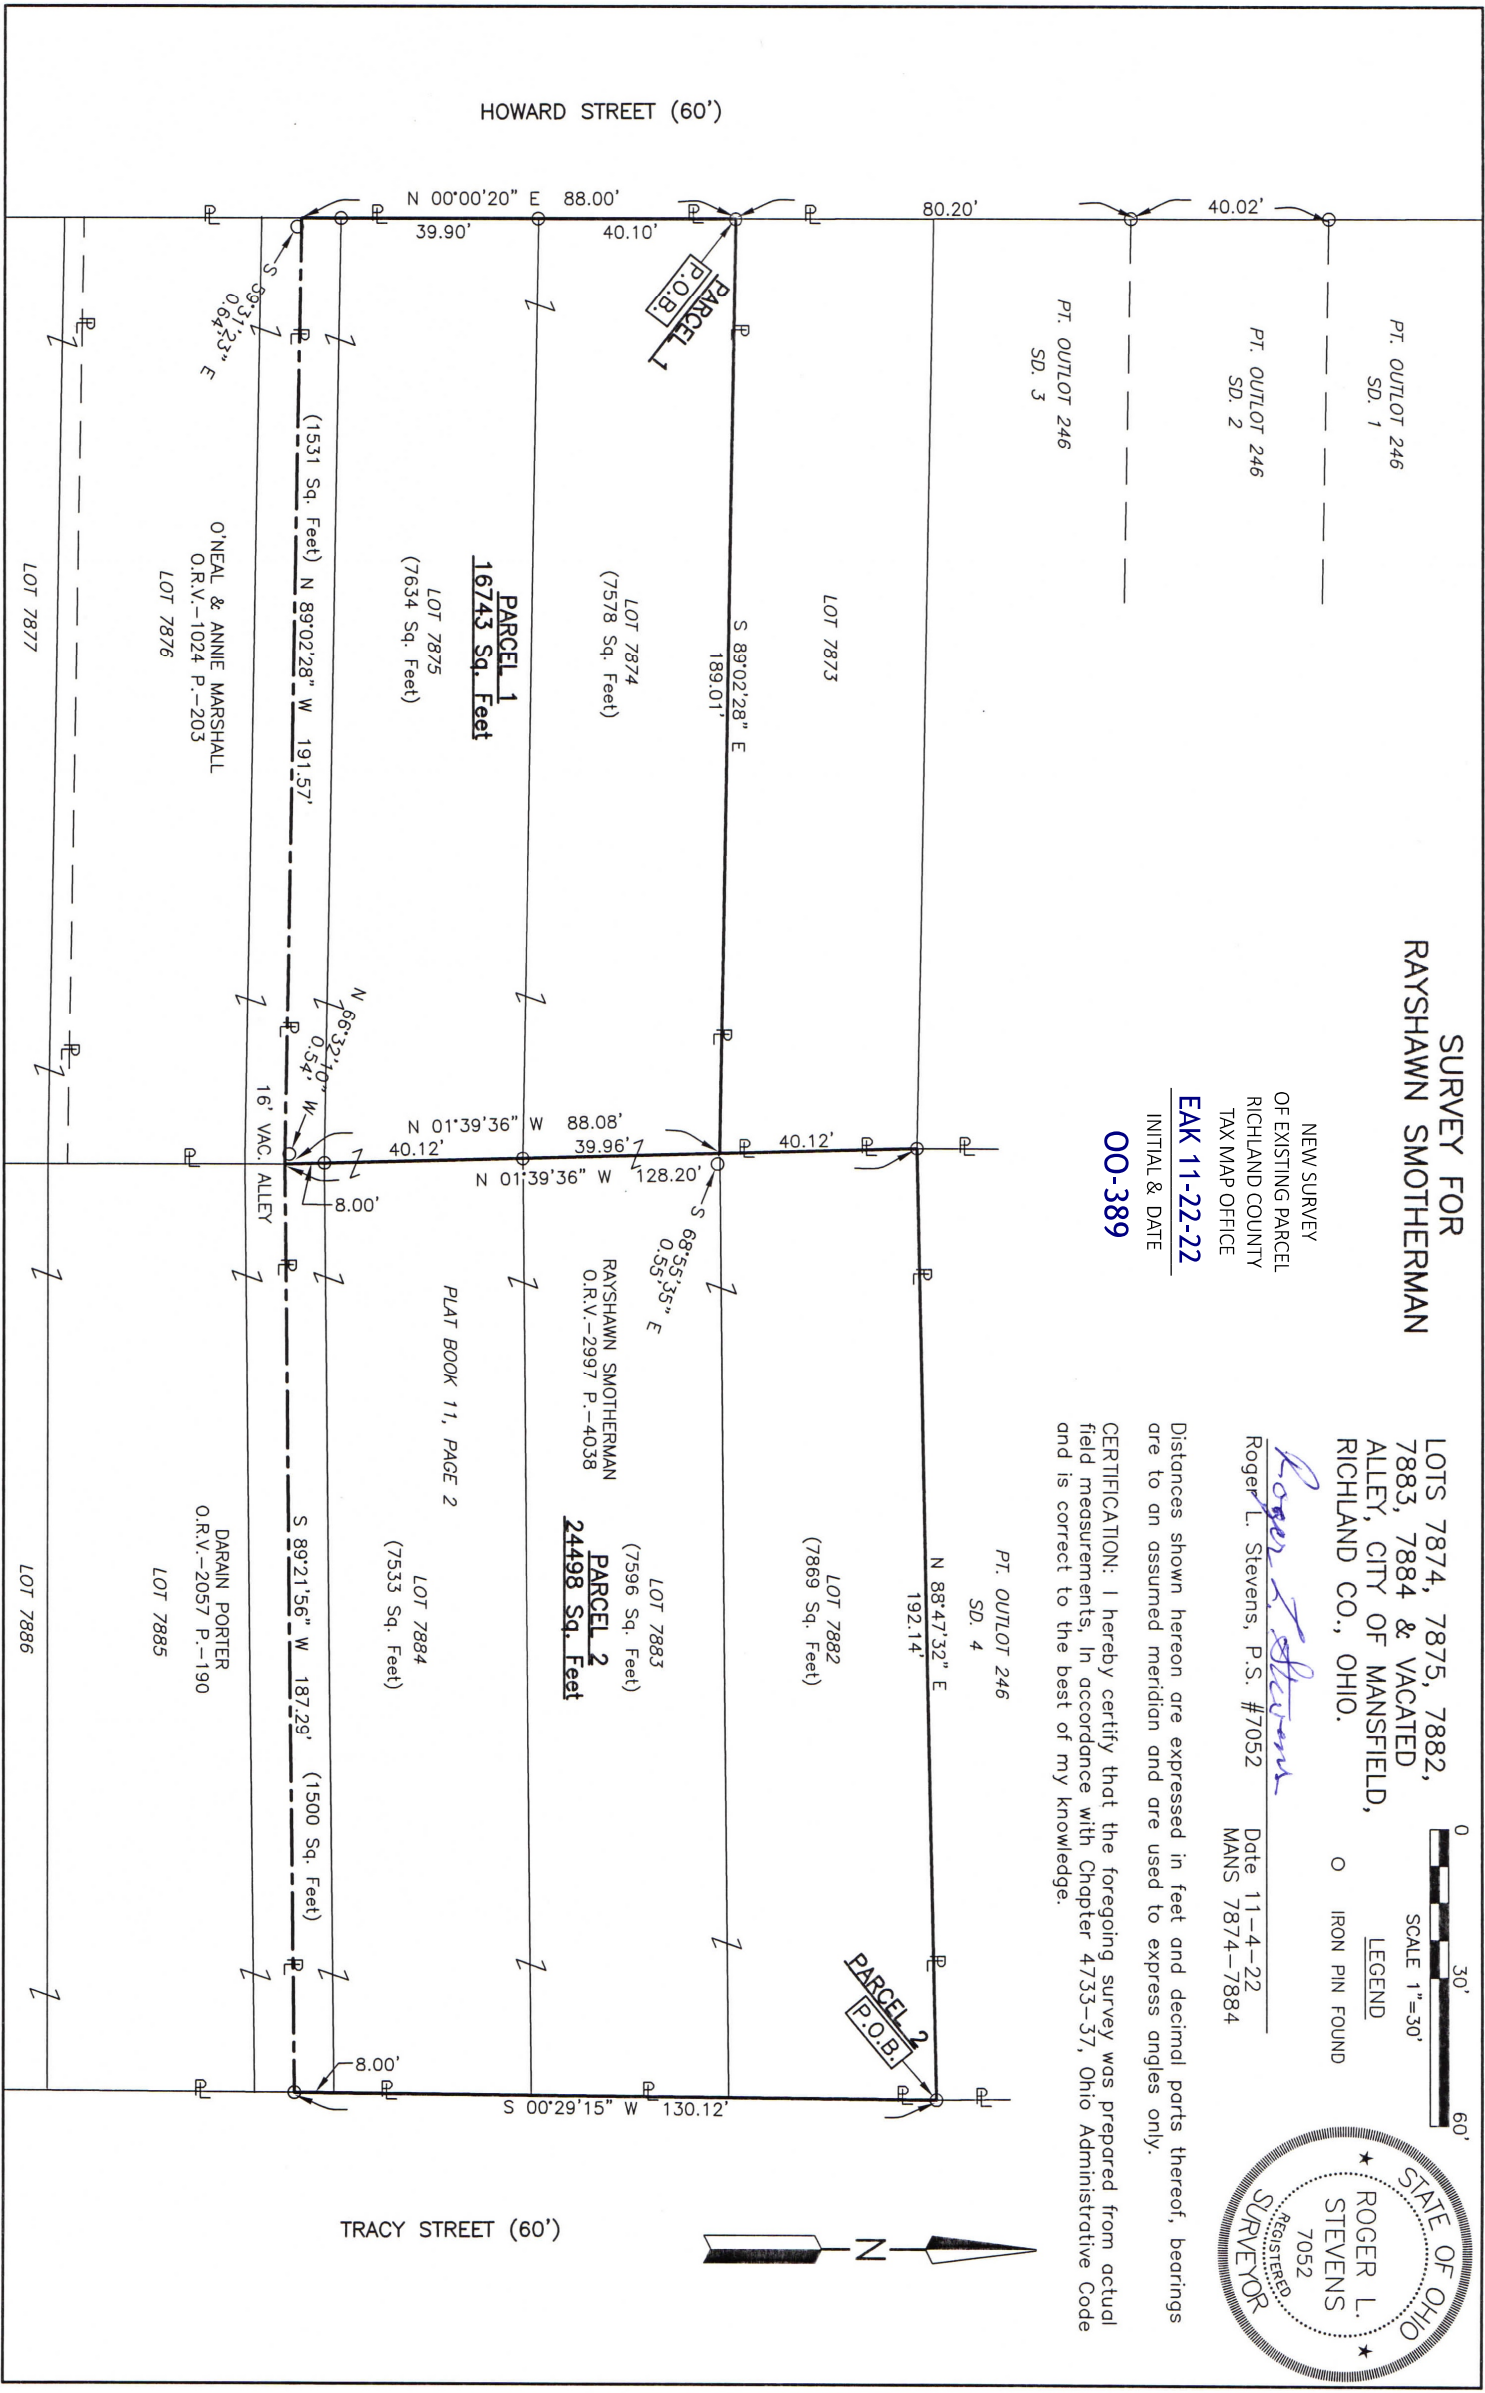 SURVEY FOR
RAYSHAWN SMOTHERMAN
NEW SURVEY
OF EXISTING PARCEL
RICHLAND COUNTY
TAX MAP OFFICE
EAK 11-22-22
INITIAL & DATE
OO-389
LOTS 7874, 7875, 7882,
7883, 7884 & VACATED
ALLEY, CITY OF MANSFIELD,
RICHLAND CO., OHIO.
Roger L. Stevens
Roger L. Stevens, P.S. #7052
Date 11-4-22
MANS 7874-7884
0
30'
60'
SCALE 1"=30'
LEGEND
O IRON PIN FOUND
STATE OF OHIO
ROGER L.
STEVENS
7052
REGISTERED
SURVEYOR
Distances shown hereon are expressed in feet and decimal parts thereof, bearings
are to an assumed meridian and are used to express angles only.
CERTIFICATION: I hereby certify that the foregoing survey was prepared from actual
field measurements, In accordance with Chapter 4733-37, Ohio Administrative Code
and is correct to the best of my knowledge.
PT. OUTLOT 246
SD. 1
PT. OUTLOT 246
SD. 2
PT. OUTLOT 246
SD. 3
PT. OUTLOT 246
SD. 4
HOWARD STREET (60')
40.02'
80.20'
N 00°00'20" E 88.00'
40.10'
39.90'
PARCEL 1
P.O.B.
LOT 7873
S 89°02'28" E
189.01'
LOT 7874
(7578 Sq. Feet)
PARCEL 1
16743 Sq. Feet
LOT 7875
(7634 Sq. Feet)
(1531 Sq. Feet) N 89°02'28" W 191.57'
S 59°31'23" E
0.64'
O'NEAL & ANNIE MARSHALL
O.R.V.-1024 P.-203
LOT 7876
LOT 7877
N 66°32'10" W
0.54'
16' VAC. ALLEY
N 01°39'36" W 88.08'
40.12'
39.96'
40.12'
N 01°39'36" W 128.20'
8.00'
S 68°55'35" E
0.55'
N 88°47'32" E
192.14'
LOT 7882
(7869 Sq. Feet)
RAYSHAWN SMOTHERMAN
O.R.V.-2997 P.-4038
LOT 7883
(7596 Sq. Feet)
PARCEL 2
24498 Sq. Feet
PLAT BOOK 11, PAGE 2
LOT 7884
(7533 Sq. Feet)
S 89°21'56" W 187.29' (1500 Sq. Feet)
DARAIN PORTER
O.R.V.-2057 P.-190
LOT 7885
LOT 7886
PARCEL 2
P.O.B.
8.00'
S 00°29'15" W 130.12'
TRACY STREET (60')
N